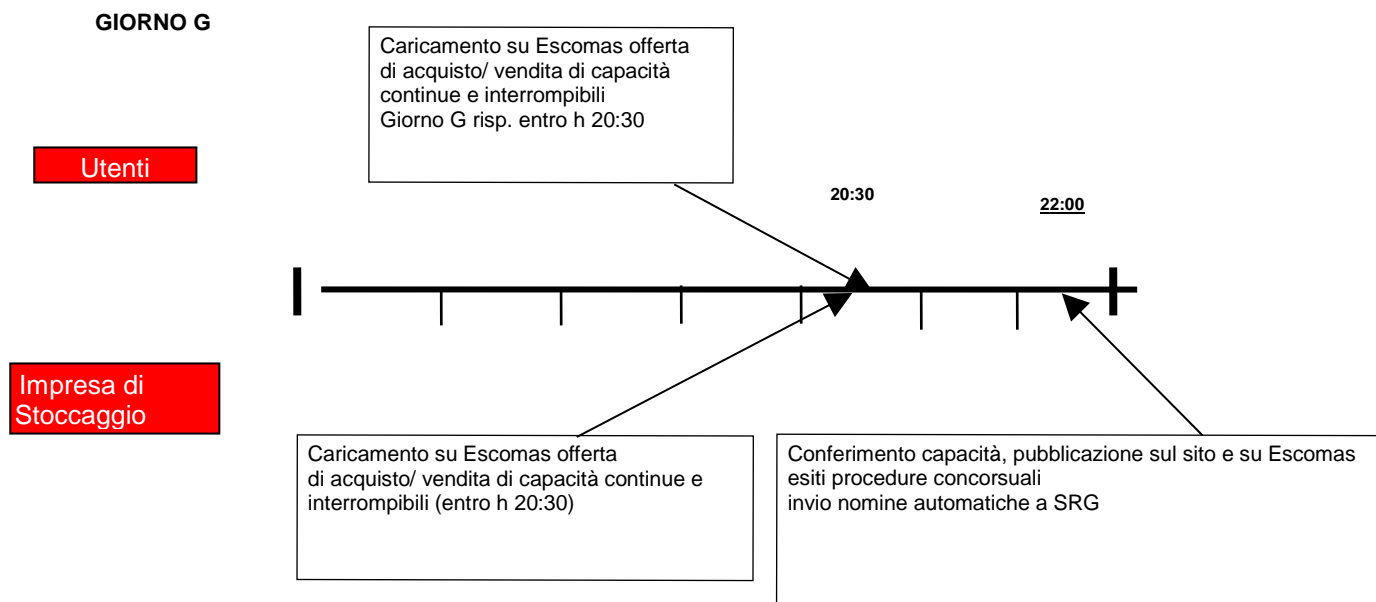 GIORNO G
Caricamento su Escomas offerta
di acquisto/ vendita di capacità
continue e interrompibili
Giorno G risp. entro h 20:30
Utenti
20:30
22:00
Impresa di
Stoccaggio
Caricamento su Escomas offerta
di acquisto/ vendita di capacità continue e
interrompibili (entro h 20:30)
Conferimento capacità, pubblicazione sul sito e su Escomas
esiti procedure concorsuali
invio nomine automatiche a SRG